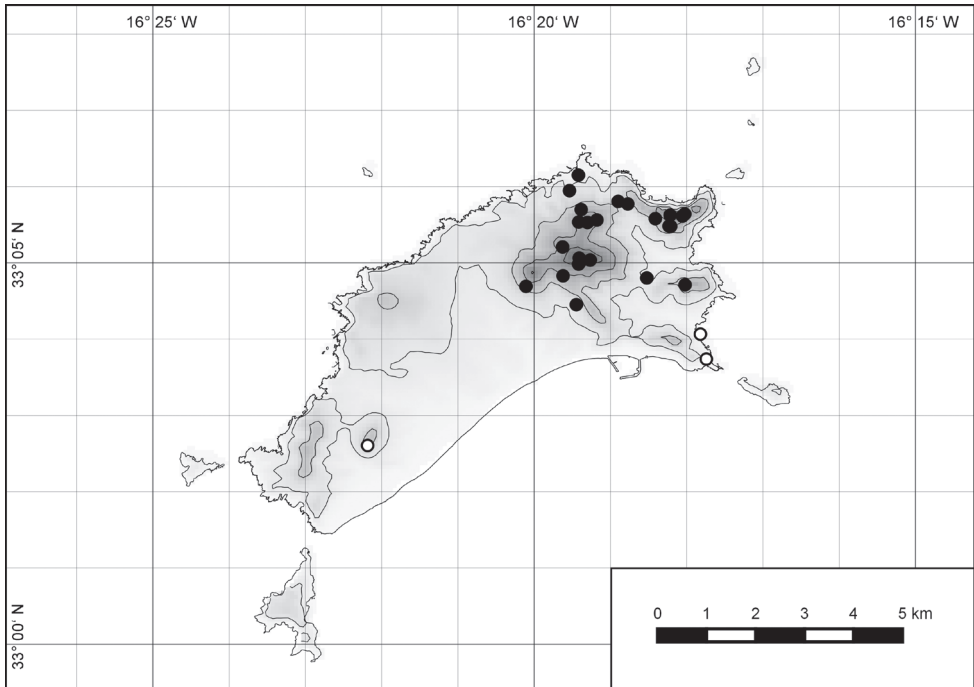 16° 25‘ W
16° 20‘ W
16° 15‘ W
33° 05‘ N
33° 00‘ N
0 1 2 3 4 5 km